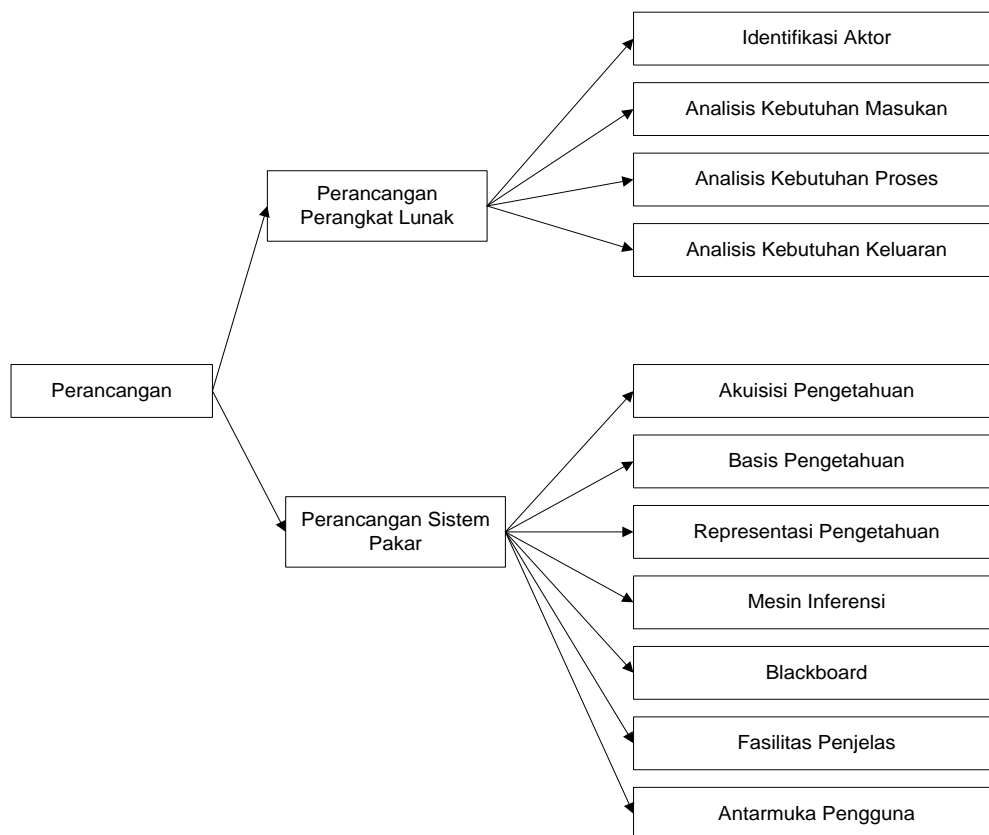 Perancangan
Perancangan
Perangkat Lunak
Identifikasi Aktor
Analisis Kebutuhan Masukan
Analisis Kebutuhan Proses
Analisis Kebutuhan Keluaran
Perancangan Sistem
Pakar
Akuisisi Pengetahuan
Basis Pengetahuan
Representasi Pengetahuan
Mesin Inferensi
Blackboard
Fasilitas Penjelas
Antarmuka Pengguna